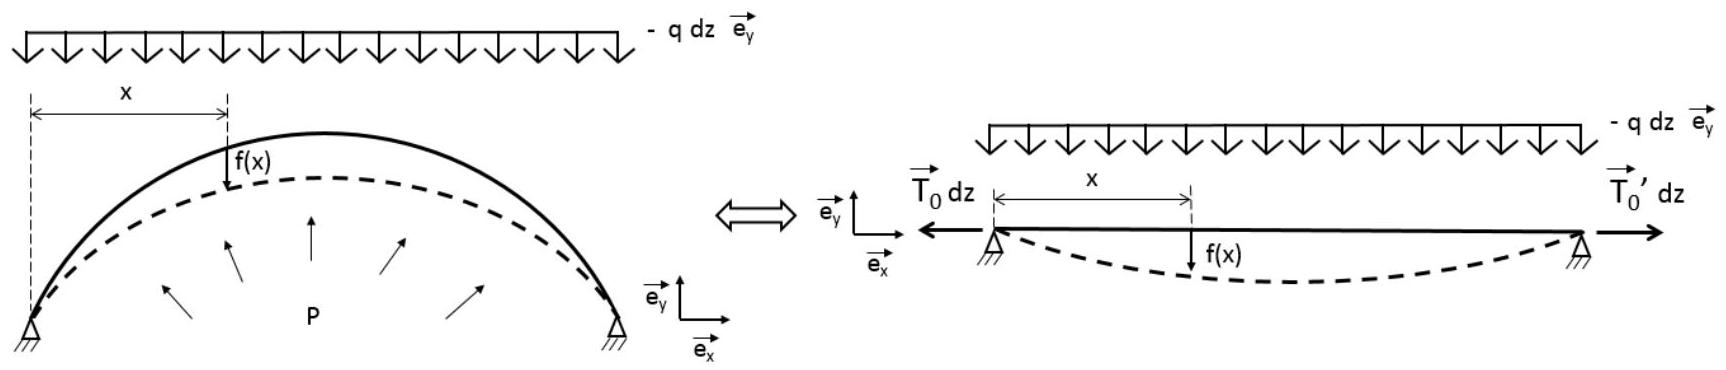 - q dz e_y
x
f(x)
P
e_y
e_x
- q dz e_y
T_0 dz
T_0' dz
x
e_y
e_x
f(x)